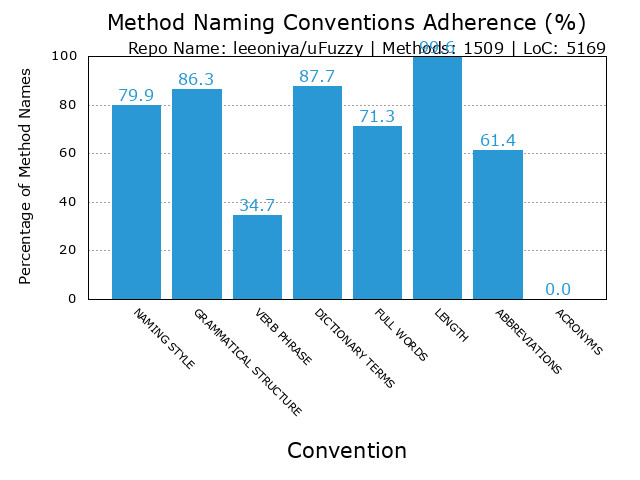 Method Naming Conventions Adherence (%)
Repo Name: leeoniya/uFuzzy | Methods: 1509 | LoC: 5169
Percentage of Method Names
100
80
60
40
20
0
79.9
86.3
34.7
87.7
71.3
99.6
61.4
0.0
NAMING STYLE
GRAMMATICAL STRUCTURE
VERB PHRASE
DICTIONARY TERMS
FULL WORDS
LENGTH
ABBREVIATIONS
ACRONYMS
Convention